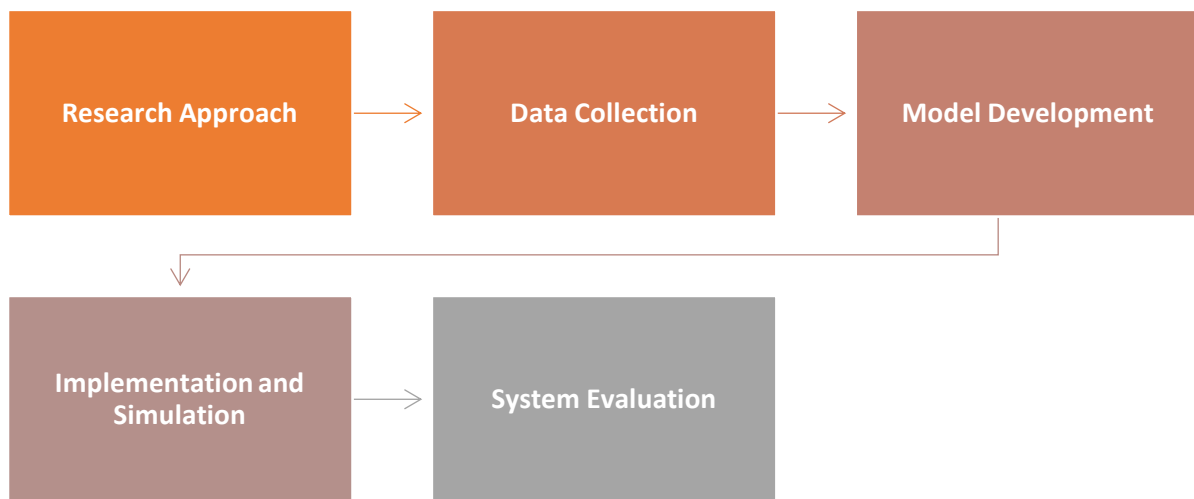 Research Approach
Data Collection
Model Development
Implementation and
Simulation
System Evaluation